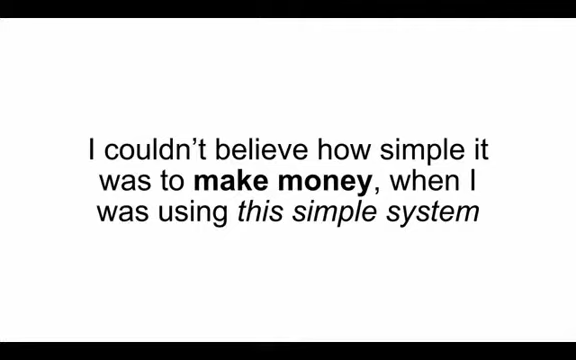 I couldn’t believe how simple it
was to make money, when I
was using this simple system